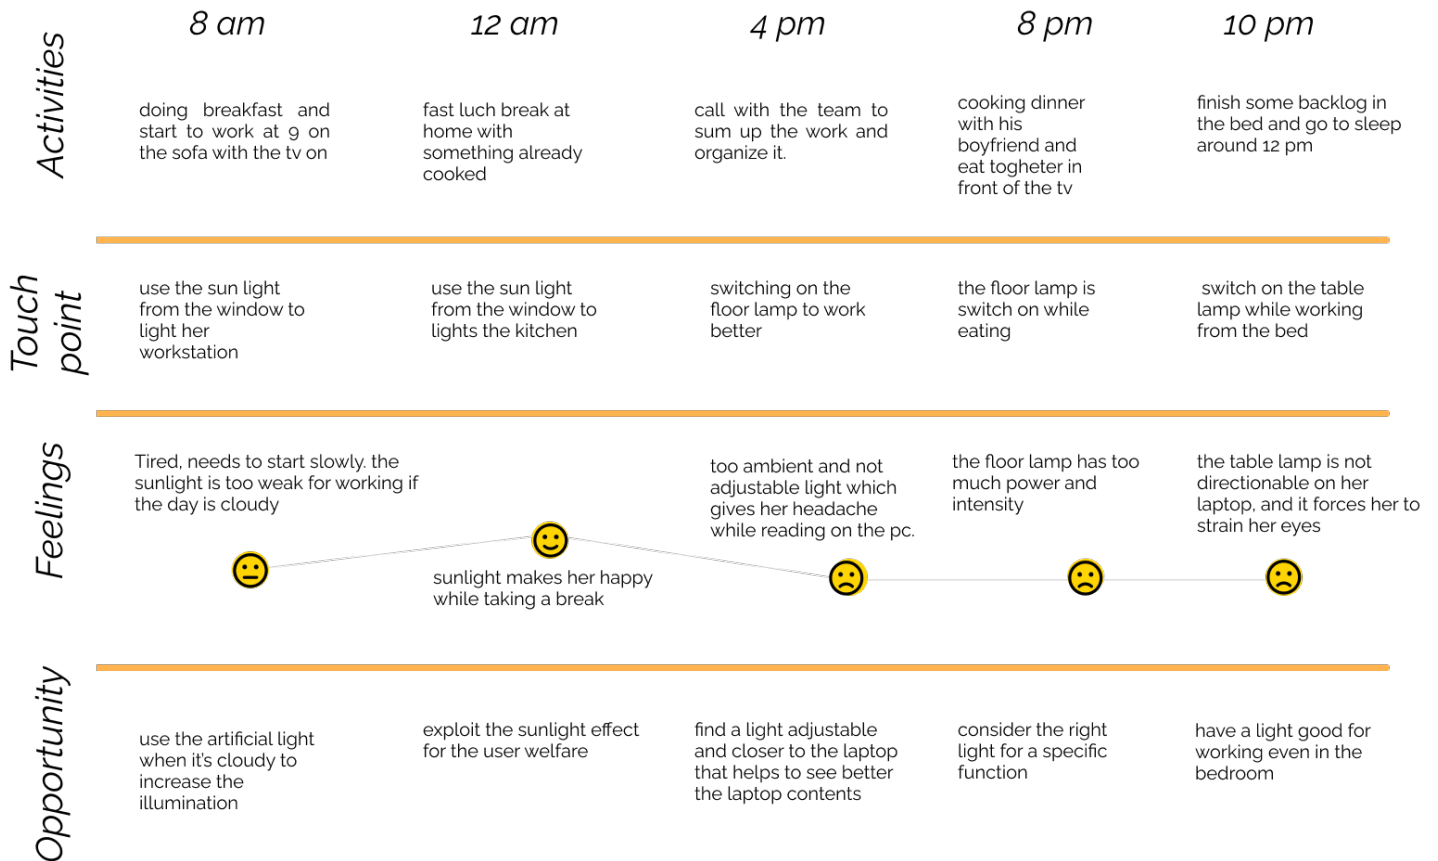 8 am
12 am
4 pm
8 pm
10 pm
Activities
doing breakfast and
start to work at 9 on
the sofa with the tv on
fast luch break at
home with
something already
cooked
call with the team to
sum up the work and
organize it.
cooking dinner
with his
boyfriend and
eat togheter in
front of the tv
finish some backlog in
the bed and go to sleep
around 12 pm
Touch
point
use the sun light
from the window to
light her
workstation
use the sun light
from the window to
lights the kitchen
switching on the
floor lamp to work
better
the floor lamp is
switch on while
eating
switch on the table
lamp while working
from the bed
Feelings
Tired, needs to start slowly. the
sunlight is too weak for working if
the day is cloudy
sunlight makes her happy
while taking a break
too ambient and not
adjustable light which
gives her headache
while reading on the pc.
the floor lamp has too
much power and
intensity
the table lamp is not
directionable on her
laptop, and it forces her to
strain her eyes
Opportunity
use the artificial light
when it's cloudy to
increase the
illumination
exploit the sunlight effect
for the user welfare
find a light adjustable
and closer to the laptop
that helps to see better
the laptop contents
consider the right
light for a specific
function
have a light good for
working even in the
bedroom